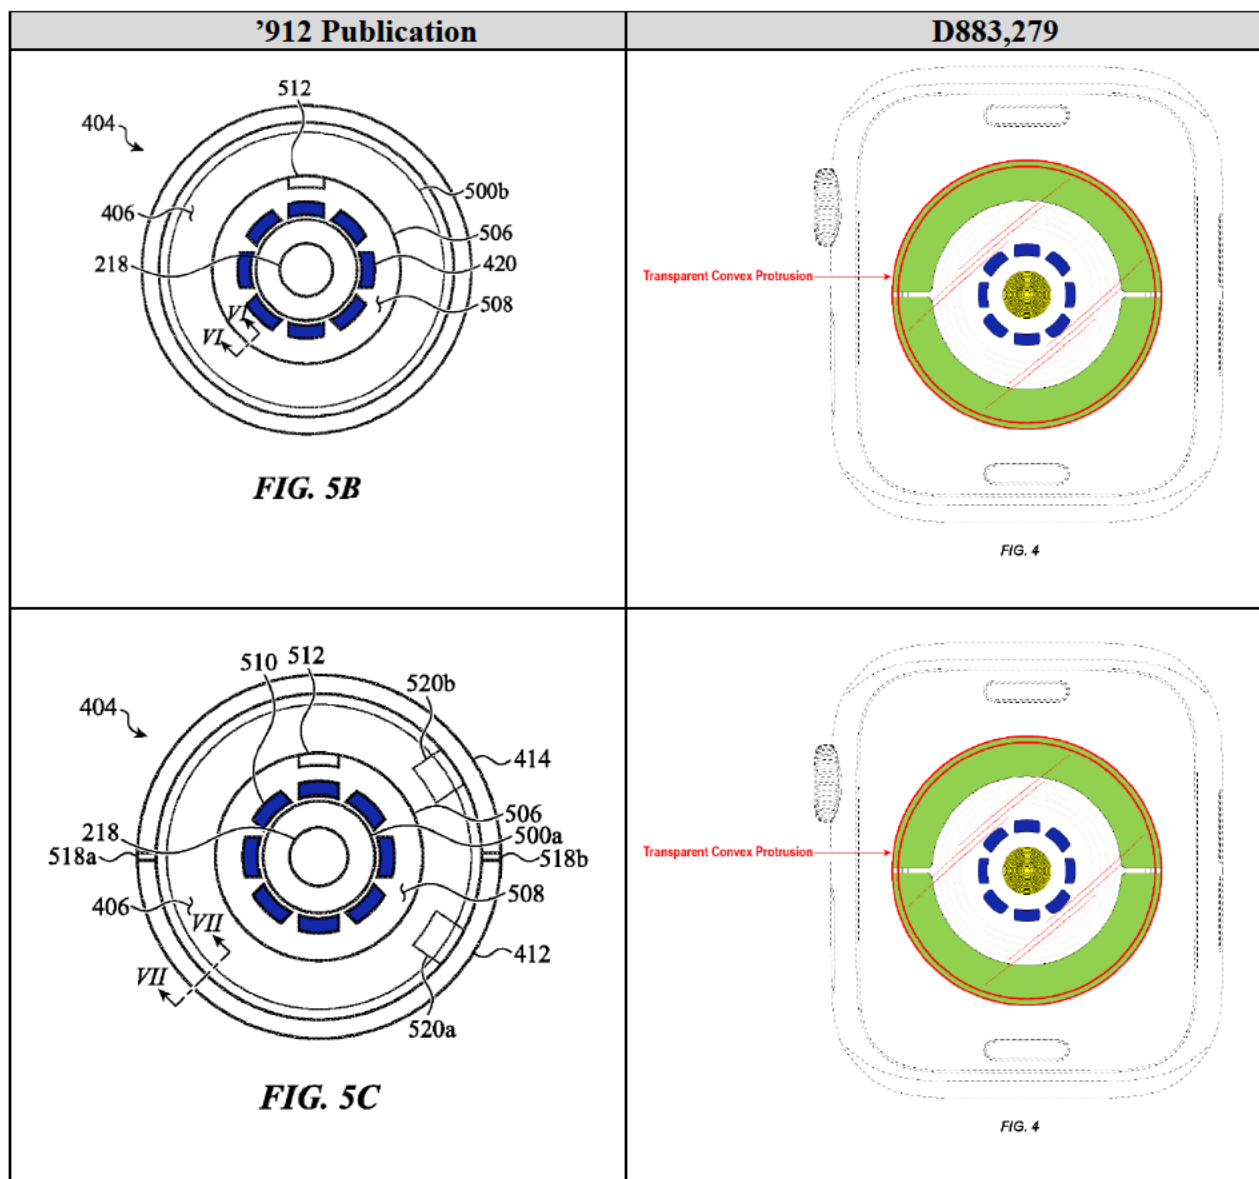 ’912 Publication
D883,279
512
404
500b
406
506
218
420
508
VI
VI
FIG. 5B
Transparent Convex Protrusion
FIG. 4
510
512
520b
404
414
506
218
500a
518a
518b
406
508
VII
VII
412
520a
FIG. 5C
Transparent Convex Protrusion
FIG. 4